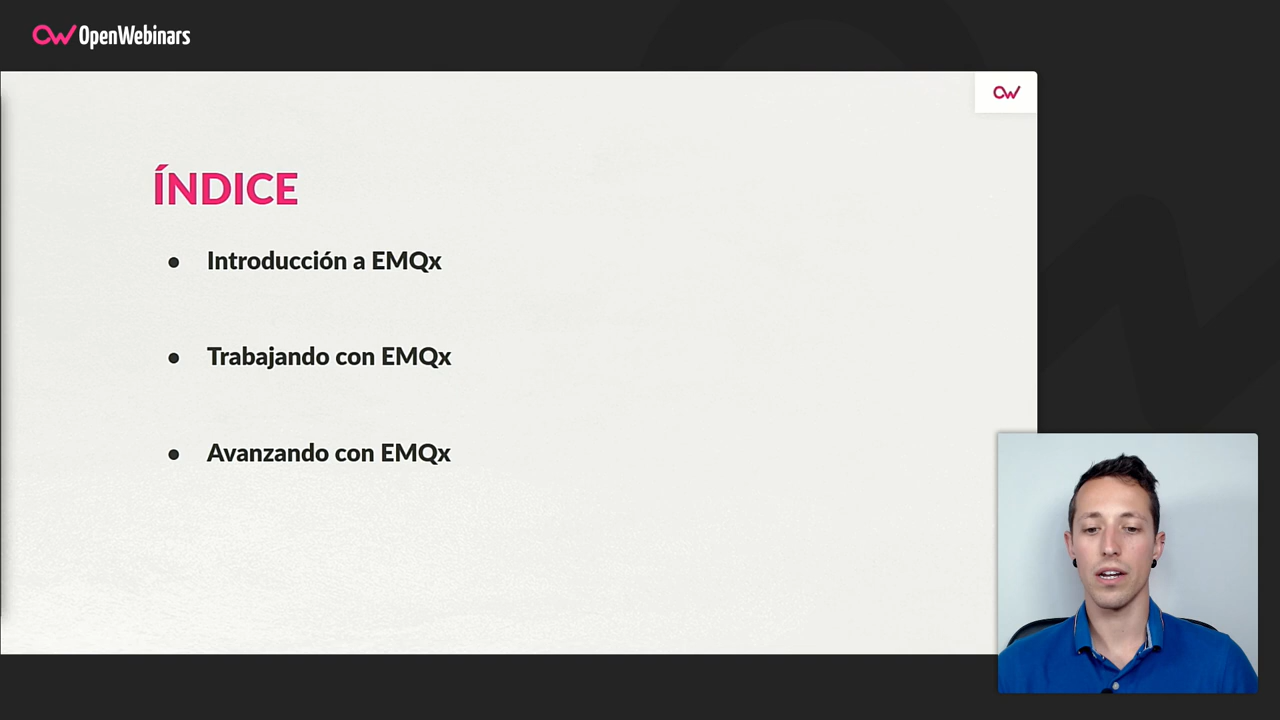 OpenWebinars
ÍNDICE
● Introducción a EMQx
● Trabajando con EMQx
● Avanzando con EMQx